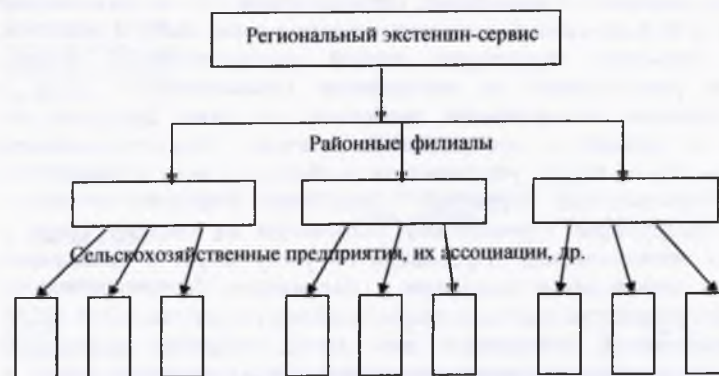 Региональный экстеншн-сервис
Районные филиалы
Сельскохозяйственные предприятия, их ассоциации, др.